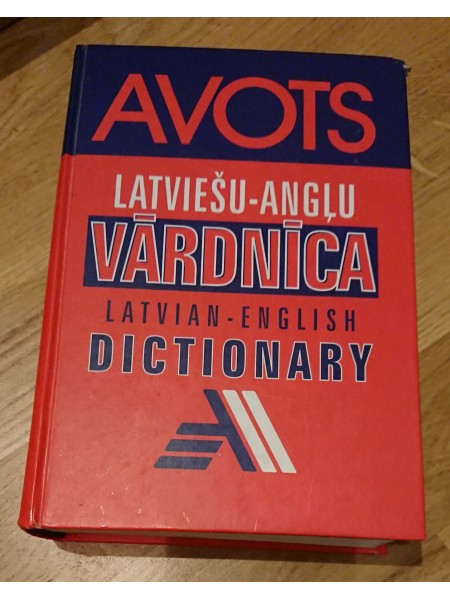 AVOTS
LATVIEŠU-ANGĻU
VĀRDNĪCA
LATVIAN-ENGLISH
DICTIONARY